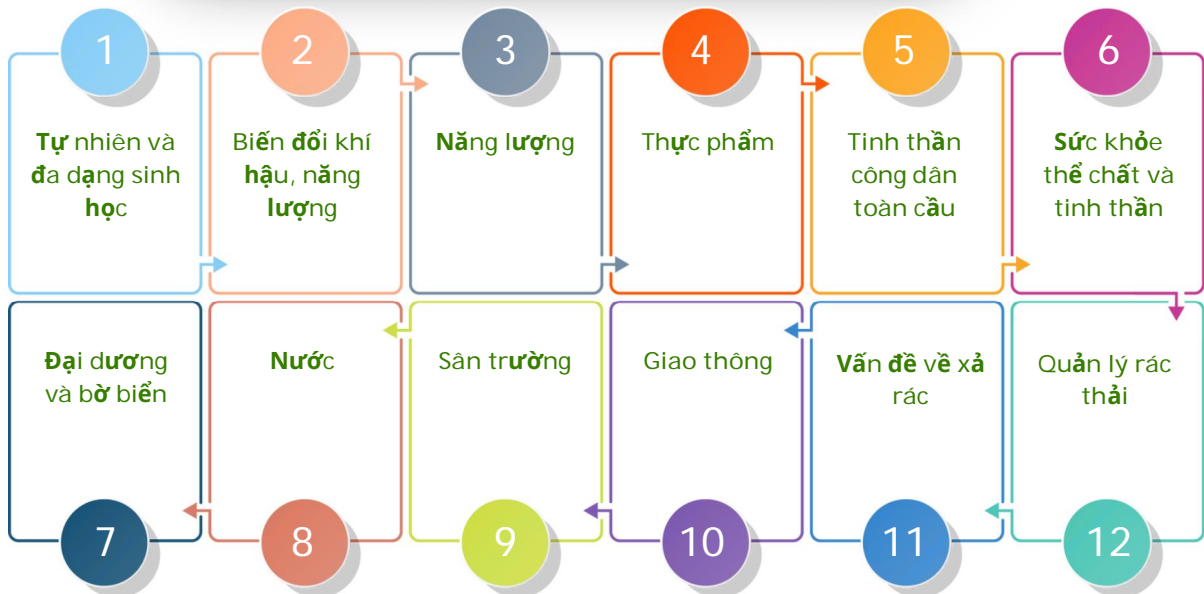 1
2
3
4
5
6
Tự nhiên và
đa dạng sinh
học
Biến đổi khí
hậu, năng
lượng
Năng lượng
Thực phẩm
Tinh thần
công dân
toàn cầu
Sức khỏe
thể chất và
tinh thần
Đại dương
và bờ biển
Nước
Sân trường
Giao thông
Vấn đề về xả
rác
Quản lý rác
thải
7
8
9
10
11
12